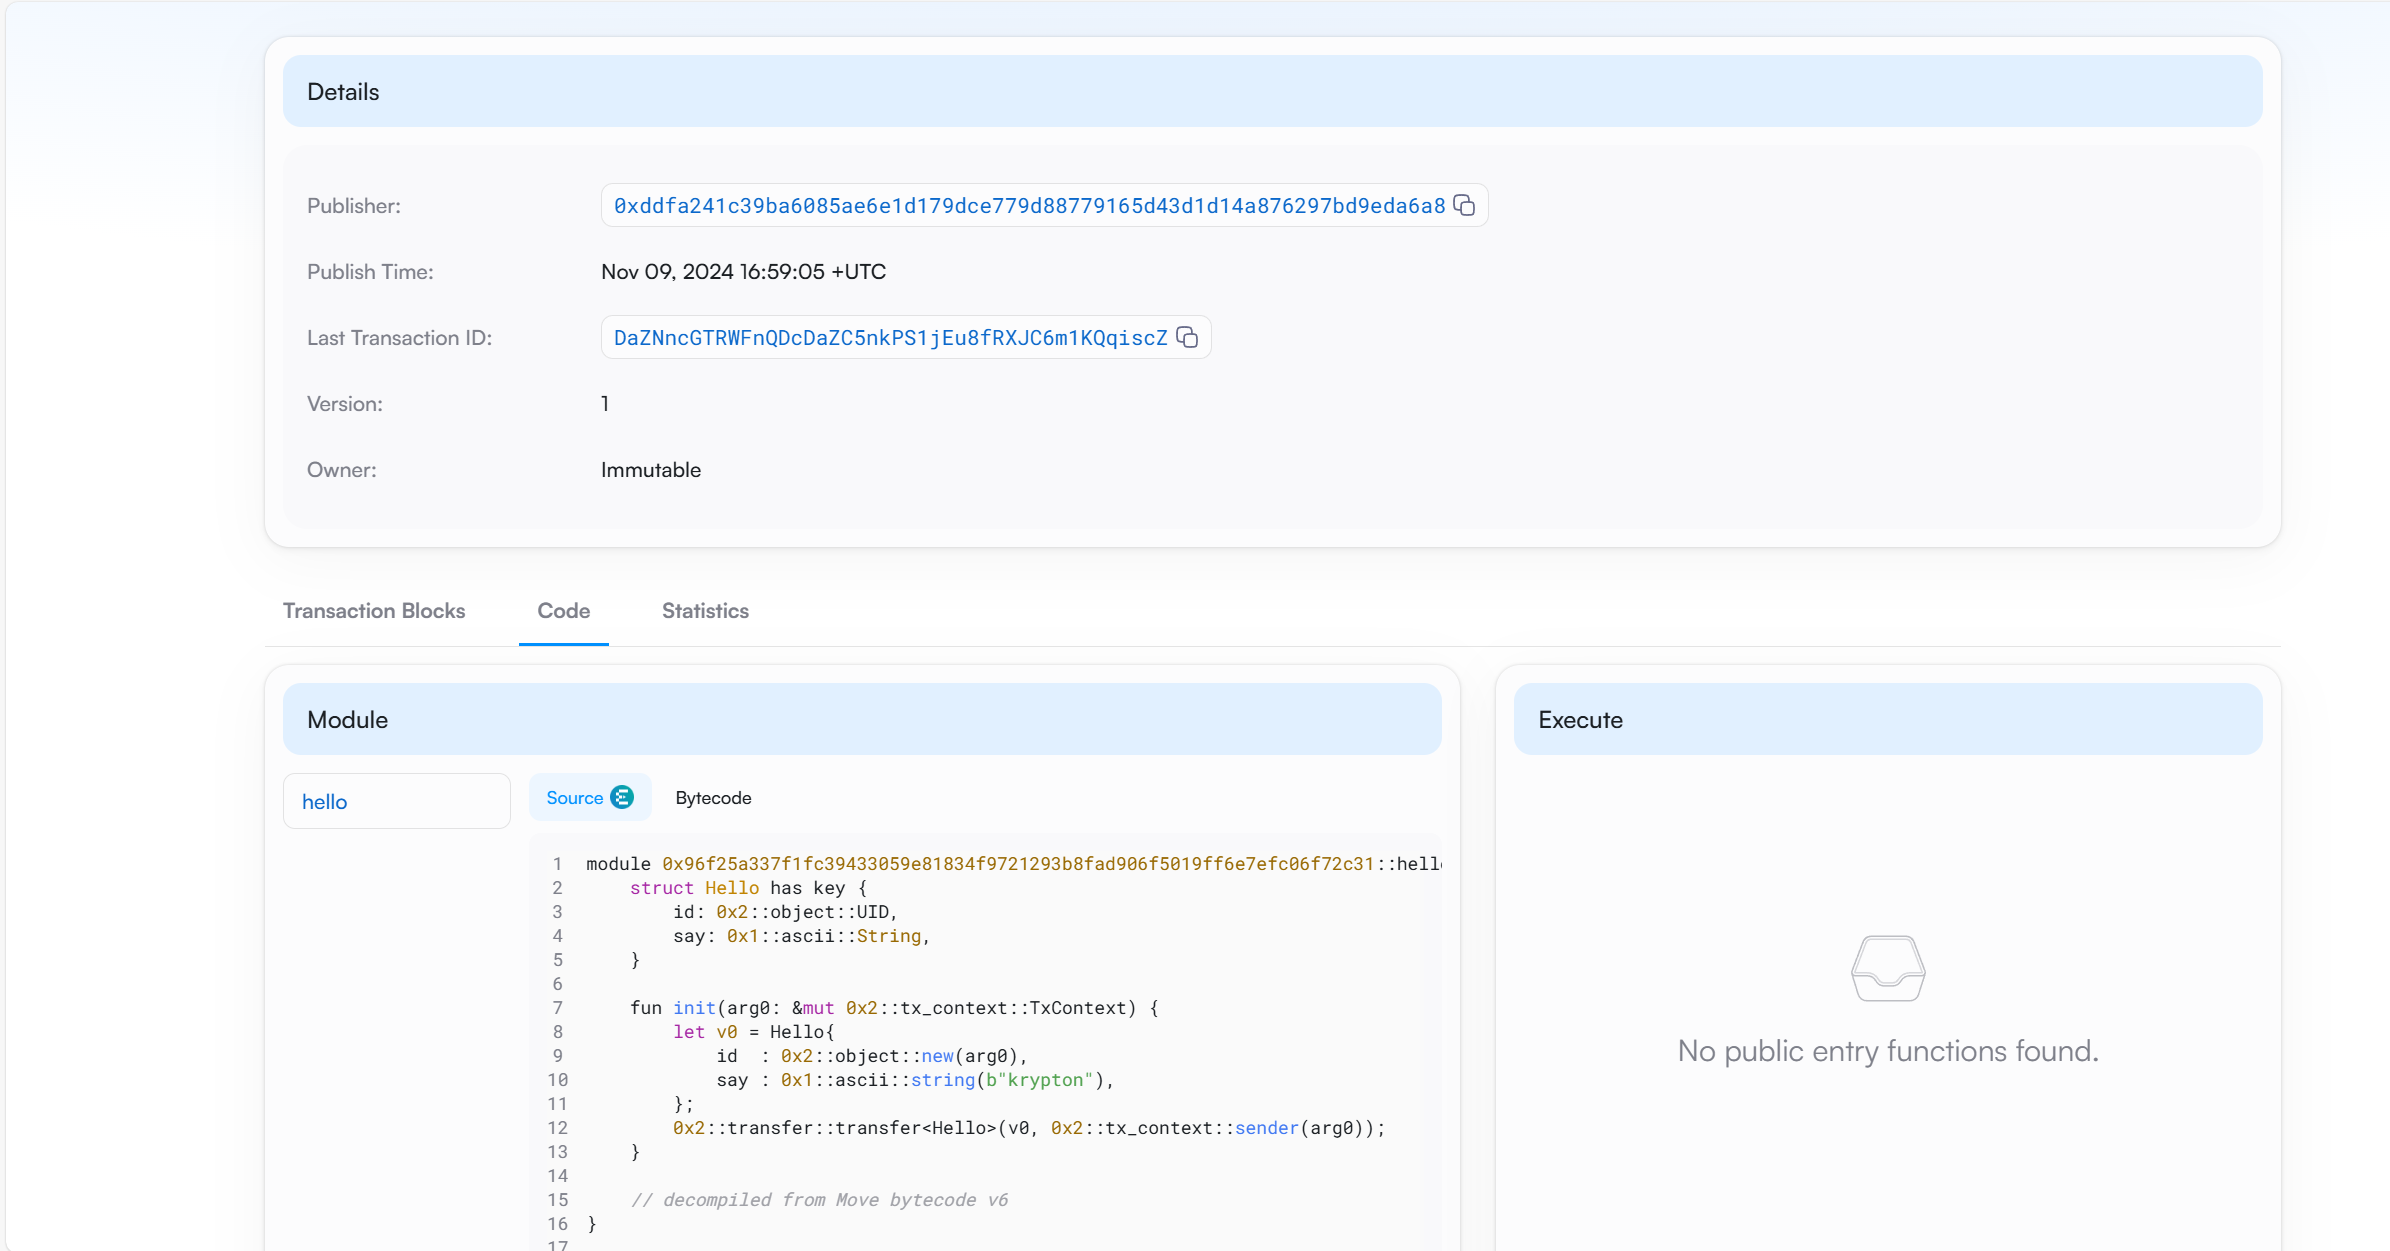 Details
Publisher:
0xddfa241c39ba6085ae6e1d179dce779d88779165d43d1d14a876297bd9eda6a8
Publish Time:
Nov 09, 2024 16:59:05 +UTC
Last Transaction ID:
DaZNncGTRWFnQDcDaZC5nkPS1jEu8fRXJC6m1KQqiscZ
Version:
1
Owner:
Immutable
Transaction Blocks
Code
Statistics
Module
hello
Source
Bytecode
1 module 0x96f25a337f1fc39433059e81834f9721293b8fad906f5019ff6e7efc06f72c31::hell
2     struct Hello has key {
3         id: 0x2::object::UID,
4         say: 0x1::ascii::String,
5     }
6
7     fun init(arg0: &mut 0x2::tx_context::TxContext) {
8         let v0 = Hello{
9             id  : 0x2::object::new(arg0),
10             say : 0x1::ascii::string(b"krypton"),
11         };
12         0x2::transfer::transfer<Hello>(v0, 0x2::tx_context::sender(arg0));
13     }
14
15     // decompiled from Move bytecode v6
16 }
17
Execute
No public entry functions found.